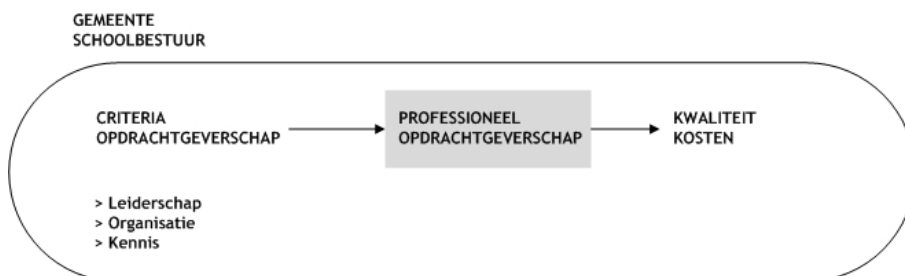 GEMEENTE
SCHOOLBESTUUR
CRITERIA
OPDRACHTGEVERSCHAP
PROFESSIONEEL
OPDRACHTGEVERSCHAP
KWALITEIT
KOSTEN
> Leiderschap
> Organisatie
> Kennis